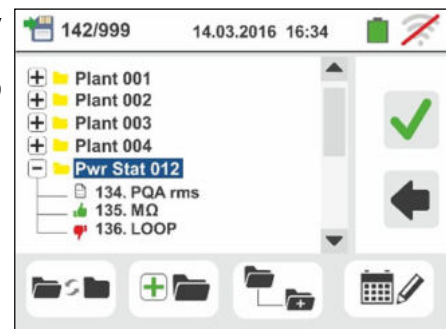 142/999 14.03.2016 16:34
Plant 001
Plant 002
Plant 003
Plant 004
Pwr Stat 012
134. PQA rms
135. MΩ
136. LOOP